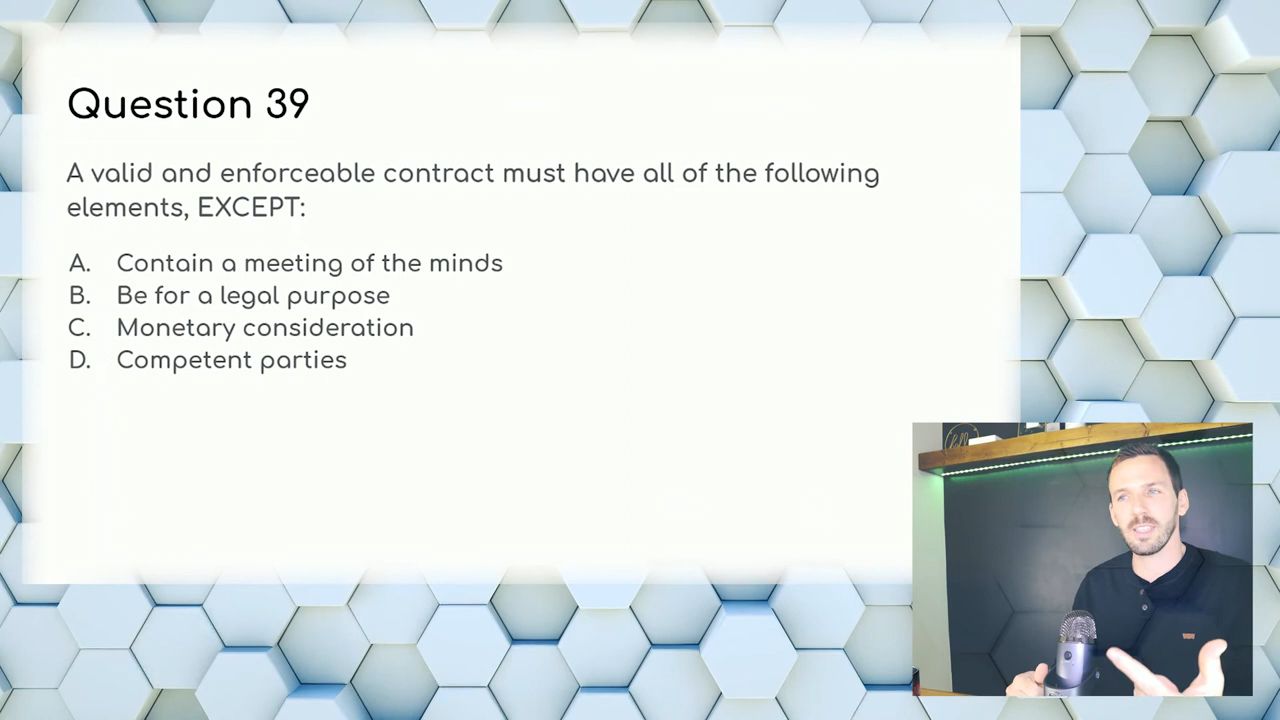 Question 39
A valid and enforceable contract must have all of the following
elements, EXCEPT:
A. Contain a meeting of the minds
B. Be for a legal purpose
C. Monetary consideration
D. Competent parties